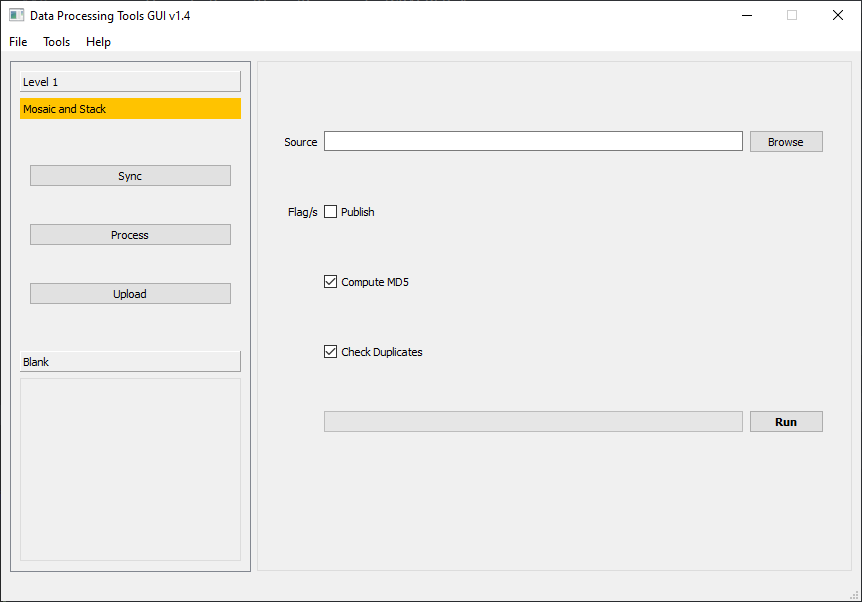 Data Processing Tools GUI v1.4
File Tools Help
Level 1
Mosaic and Stack
Sync
Process
Upload
Blank
Source Browse
Flag/s Publish
Compute MD5
Check Duplicates
Run